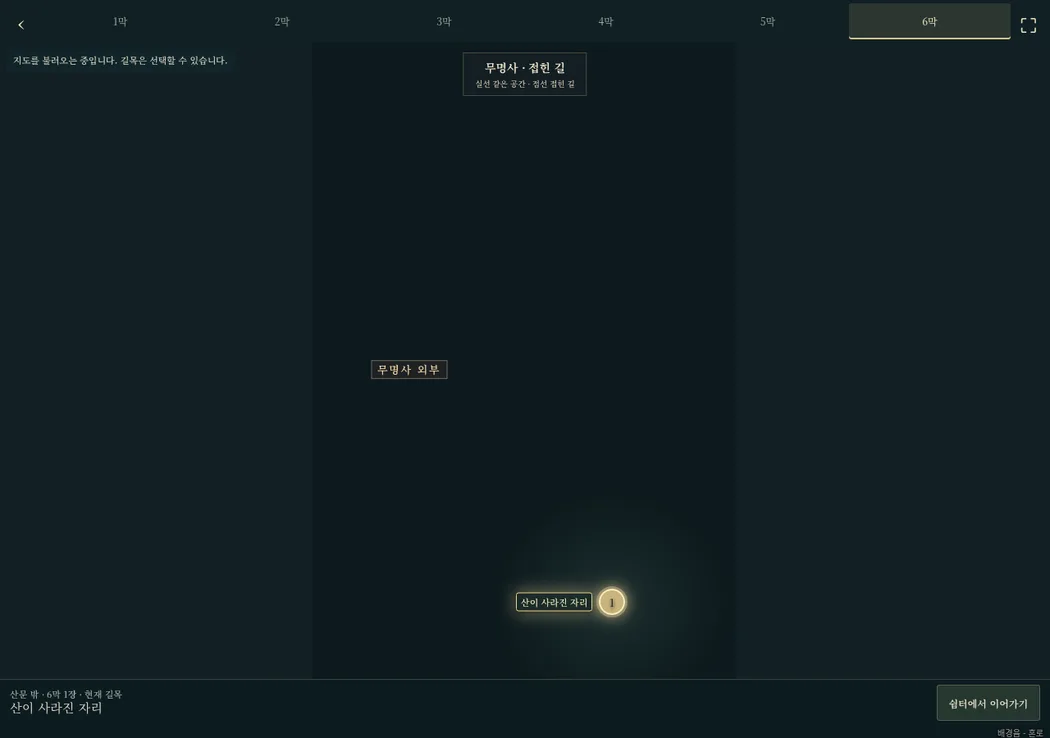 1막
2막
3막
4막
5막
6막
지도를 불러오는 중입니다. 길목은 선택할 수 있습니다.
무명사 · 접힌 길
실선 같은 공간 · 점선 접힌 길
무명사 외부
산이 사라진 자리
1
산문 밖 · 6막 1장 · 현재 길목
산이 사라진 자리
쉼터에서 이어가기
배경음 · 흔로